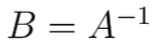 B = A⁻¹